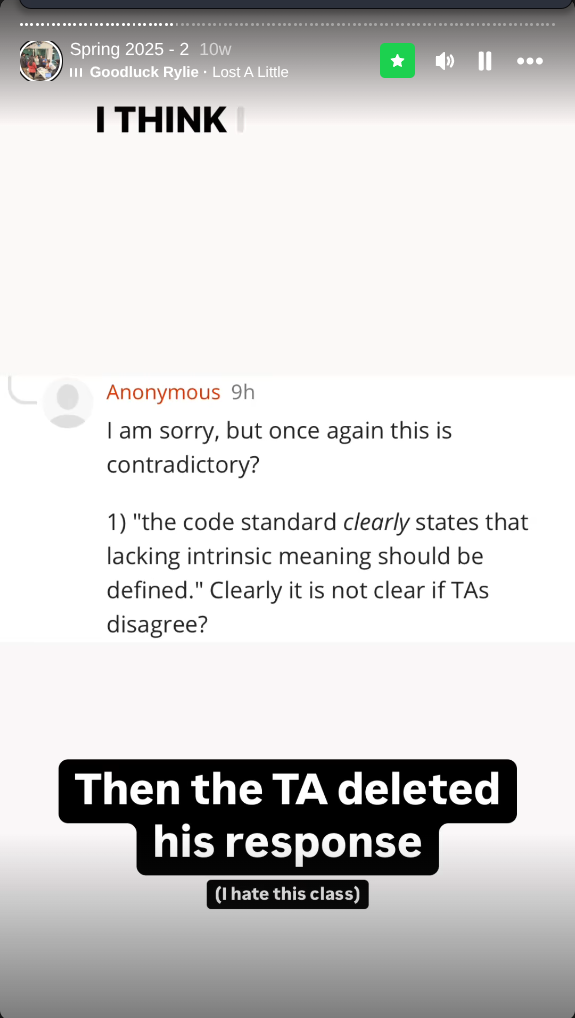 Spring 2025 - 2 10w
Goodluck Rylie · Lost A Little
I THINK I
Anonymous 9h
I am sorry, but once again this is
contradictory?
1) "the code standard clearly states that
lacking intrinsic meaning should be
defined." Clearly it is not clear if TAs
disagree?
Then the TA deleted
his response
(I hate this class)